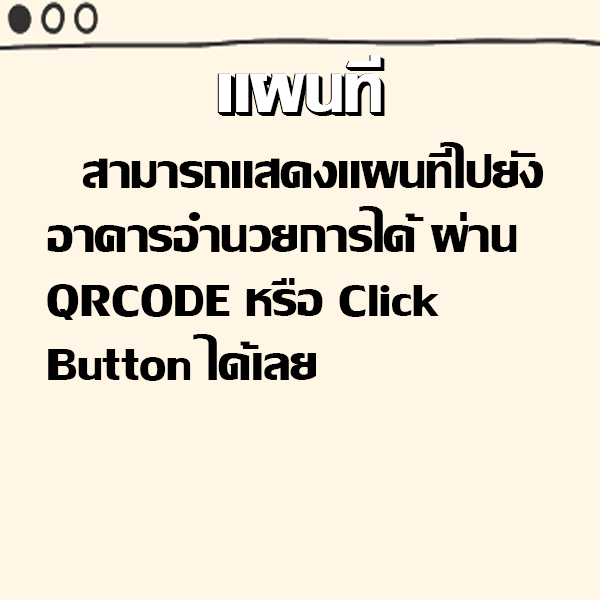 แผนที่
สามารถแสดงแผนที่ไปยัง
อาคารอำนวยการได้ ผ่าน
QRCODE หรือ Click
Button ได้เลย